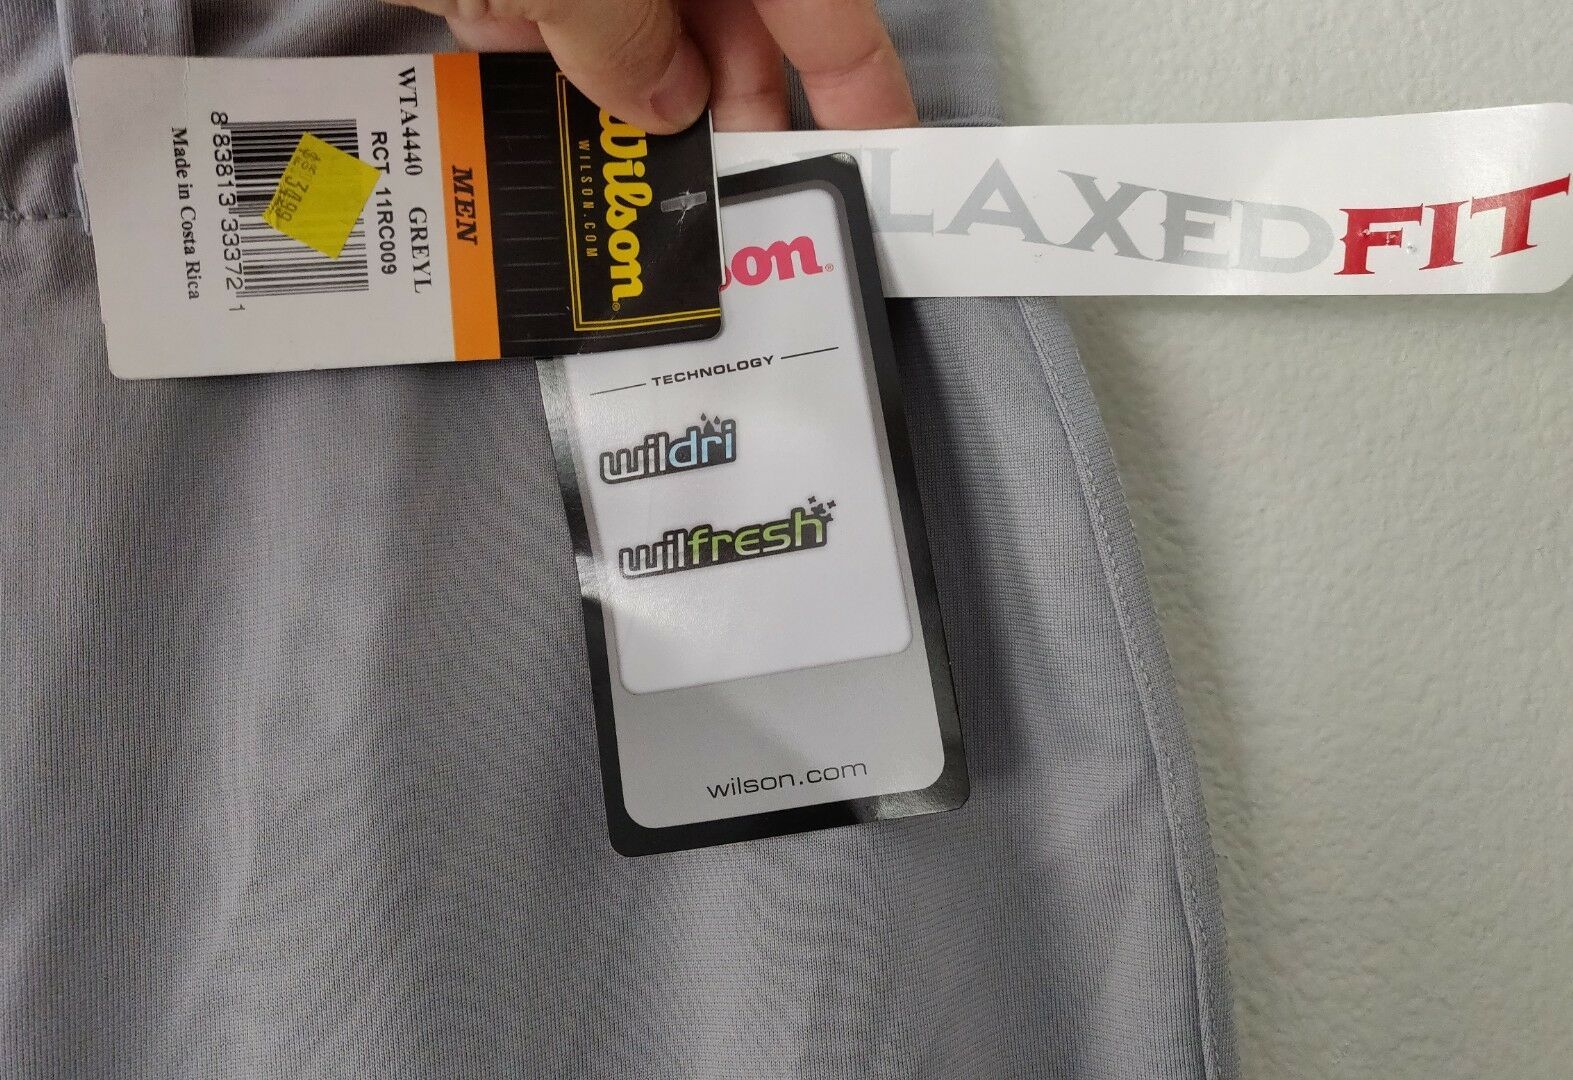 WTA4440 GREYL
RCT 11RC009
8 83813 33372 1
Made in Costa Rica
MEN
Wilson®
WILSON.COM
TECHNOLOGY
wildri
wilfresh
wilson.com
FIT